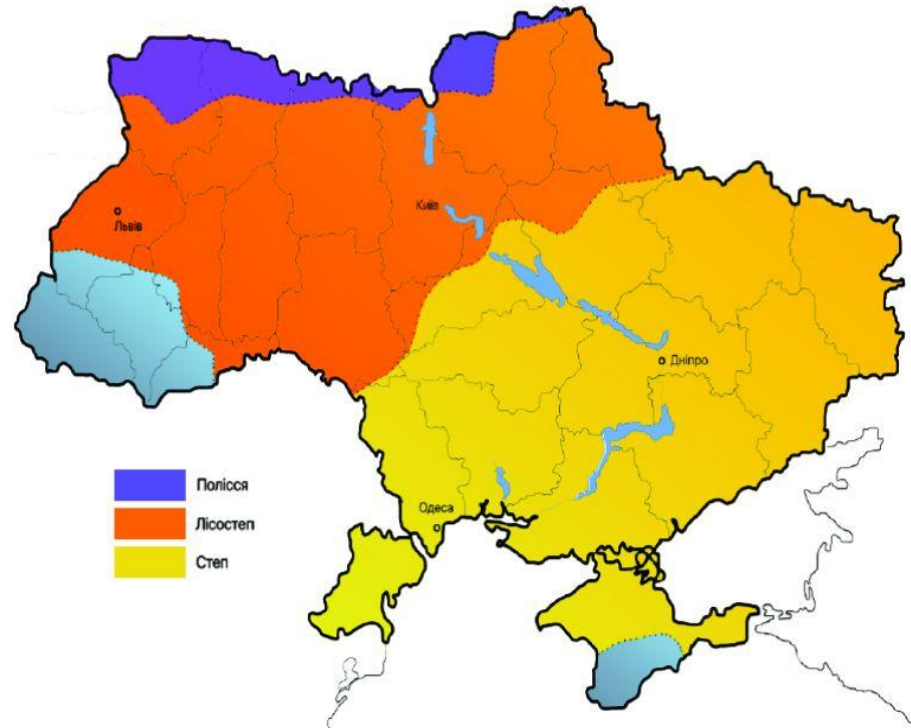 Київ
Львів
Дніпро
Полісся
Лісостеп
Одеса
Степ